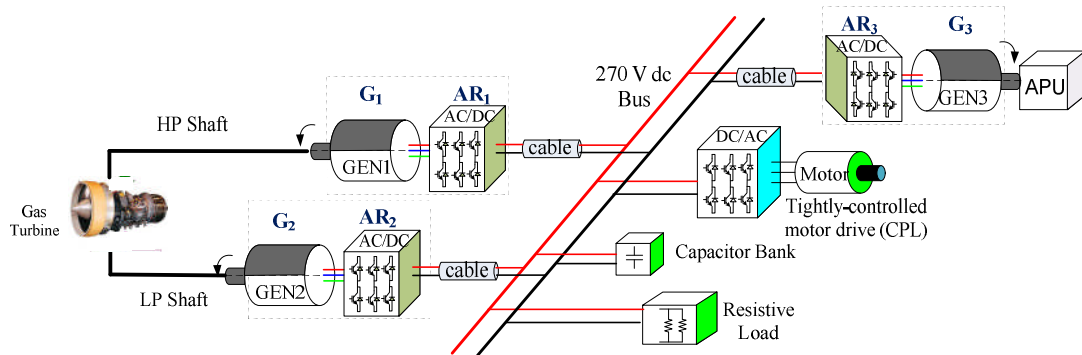 AR3
G3
AC/DC
cable
GEN3
APU
270 V dc
Bus
G1
AR1
AC/DC
HP Shaft
GEN1
cable
DC/AC
Motor
Tightly-controlled
motor drive (CPL)
Gas
Turbine
G2
AR2
AC/DC
cable
GEN2
LP Shaft
Capacitor Bank
Resistive
Load